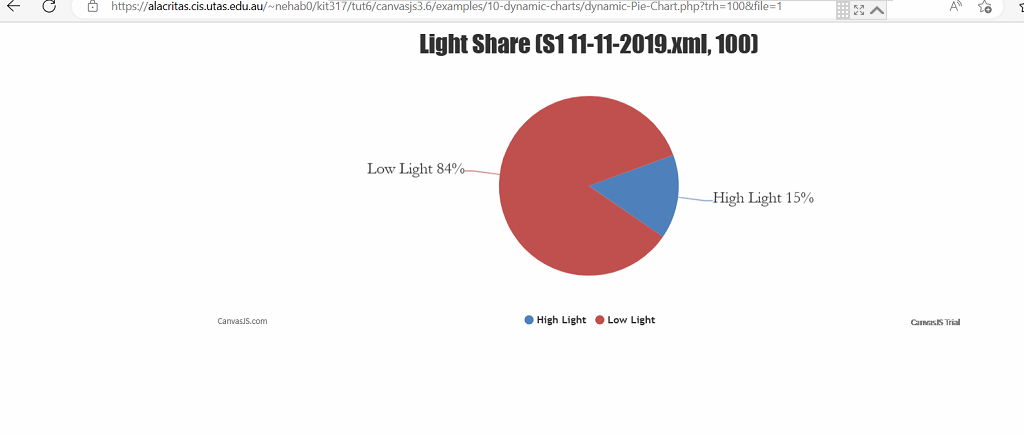 https://alacritas.cis.utas.edu.au/~nehab0/kit317/tut6/canvasjs3.6/examples/10-dynamic-charts/dynamic-Pie-Chart.php?trh=100&file=1
Light Share (S1 11-11-2019.xml, 100)
Low Light 84%
High Light 15%
CanvasJS.com
High Light Low Light
CanvasJS Trial